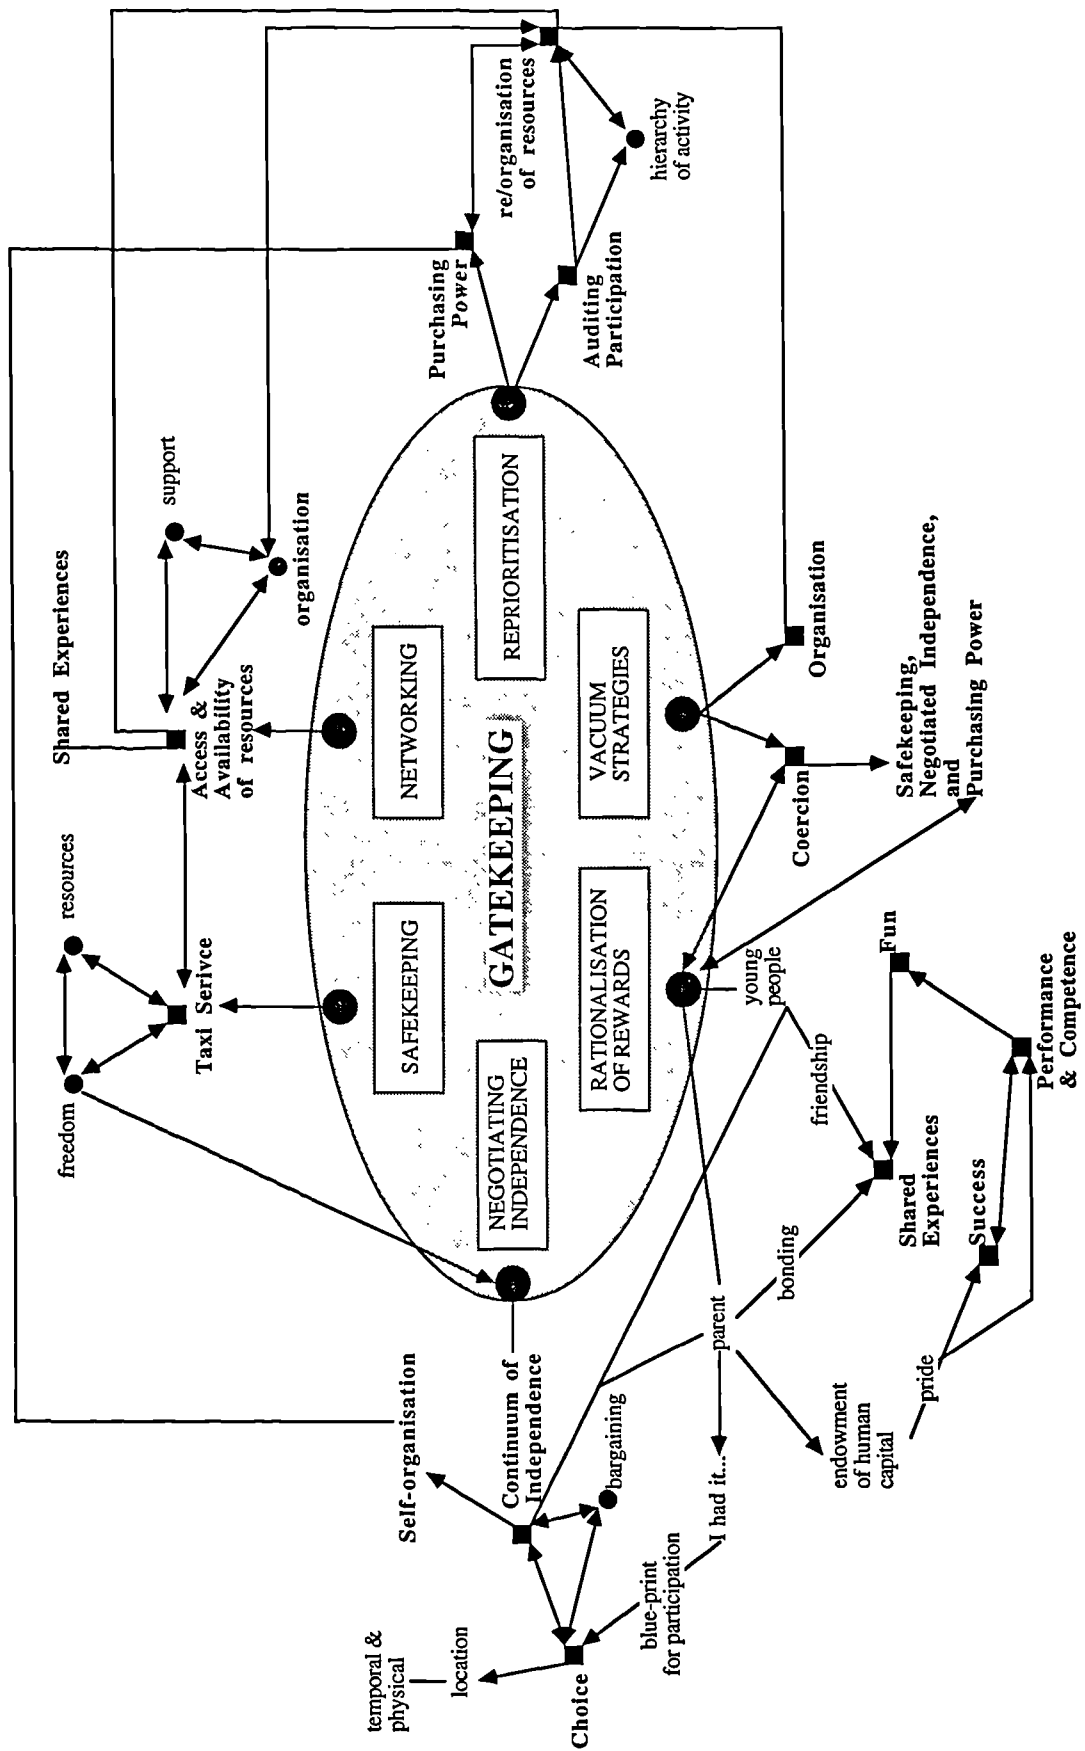 Shared Experiences
freedom
resources
support
Taxi Serivce
Access &
Availability
of resources
organisation
temporal &
physical
location
Self-organisation
SAFEKEEPING
NETWORKING
Purchasing
Power
re/organisation
of resources
Continuum of
Independence
NEGOTIATING
INDEPENDENCE
GATEKEEPING
REPRIORITISATION
Choice
bargaining
Auditing
Participation
RATIONALISATION
OF REWARDS
VACUUM
STRATEGIES
hierarchy
of activity
blue-print
for participation
I had it...
parent
young
people
bonding
friendship
Coercion
Organisation
endowment
of human
capital
Fun
Safekeeping,
Negotiated Independence,
and
Purchasing Power
Shared
Experiences
pride
Success
Performance
& Competence